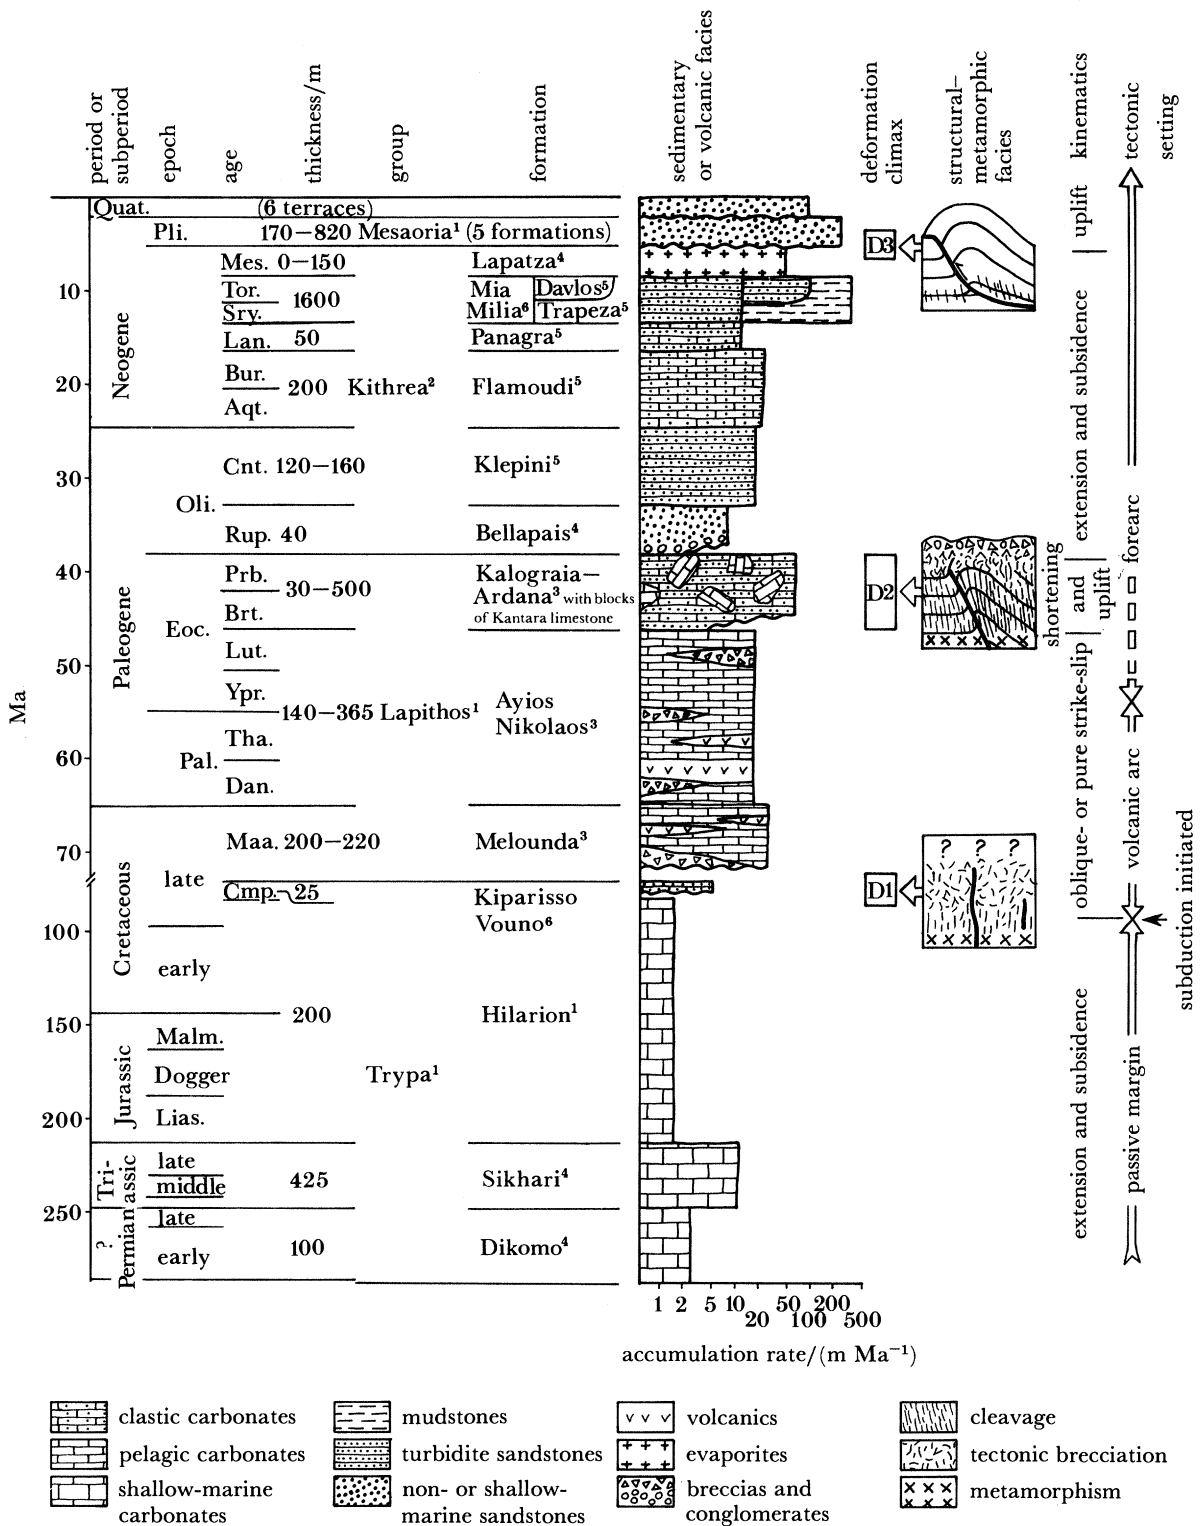 period or
subperiod
epoch
age
thickness/m
group
formation
sedimentary
or volcanic facies
deformation
climax
structural–
metamorphic
facies
kinematics
tectonic
setting
Quat. (6 terraces)
Pli. 170–820 Mesaoria¹ (5 formations)
Mes. 0–150 Lapatza⁴
Tor.
Sry.
1600
Mia
Milia⁶
Davlos⁵
Trapeza⁵
Lan. 50 Panagra⁵
Bur.
Aqt.
200 Kithrea² Flamoudi⁵
Neogene
Cnt. 120–160 Klepini⁵
Oli.
Rup. 40 Bellapais⁴
Prb.
Brt.
30–500
Kalograia–
Ardana³ with blocks
of Kantara limestone
Eoc.
Lut.
Ypr.
140–365 Lapithos¹
Ayios
Nikolaos³
Tha.
Pal.
Dan.
Paleogene
Maa. 200–220 Melounda³
late
Cmp. 25
Kiparisso
Vouno⁶
early
Cretaceous
200 Hilarion¹
Malm.
Dogger
Trypa¹
Lias.
Jurassic
late
middle
425 Sikhari⁴
Tri-
assic
late
early
100 Dikomo⁴
?
Permian
Ma
10
20
30
40
50
60
70
100
150
200
250
D3
D2
D1
? ? ?
uplift
extension and subsidence
shortening
and
uplift
oblique- or pure strike-slip
extension and subsidence
forearc
volcanic arc
passive margin
subduction initiated
1 2 5 10 20 50 100 200 500
accumulation rate/(m Ma⁻¹)
clastic carbonates
pelagic carbonates
shallow-marine
carbonates
mudstones
turbidite sandstones
non- or shallow-
marine sandstones
volcanics
evaporites
breccias and
conglomerates
cleavage
tectonic brecciation
metamorphism